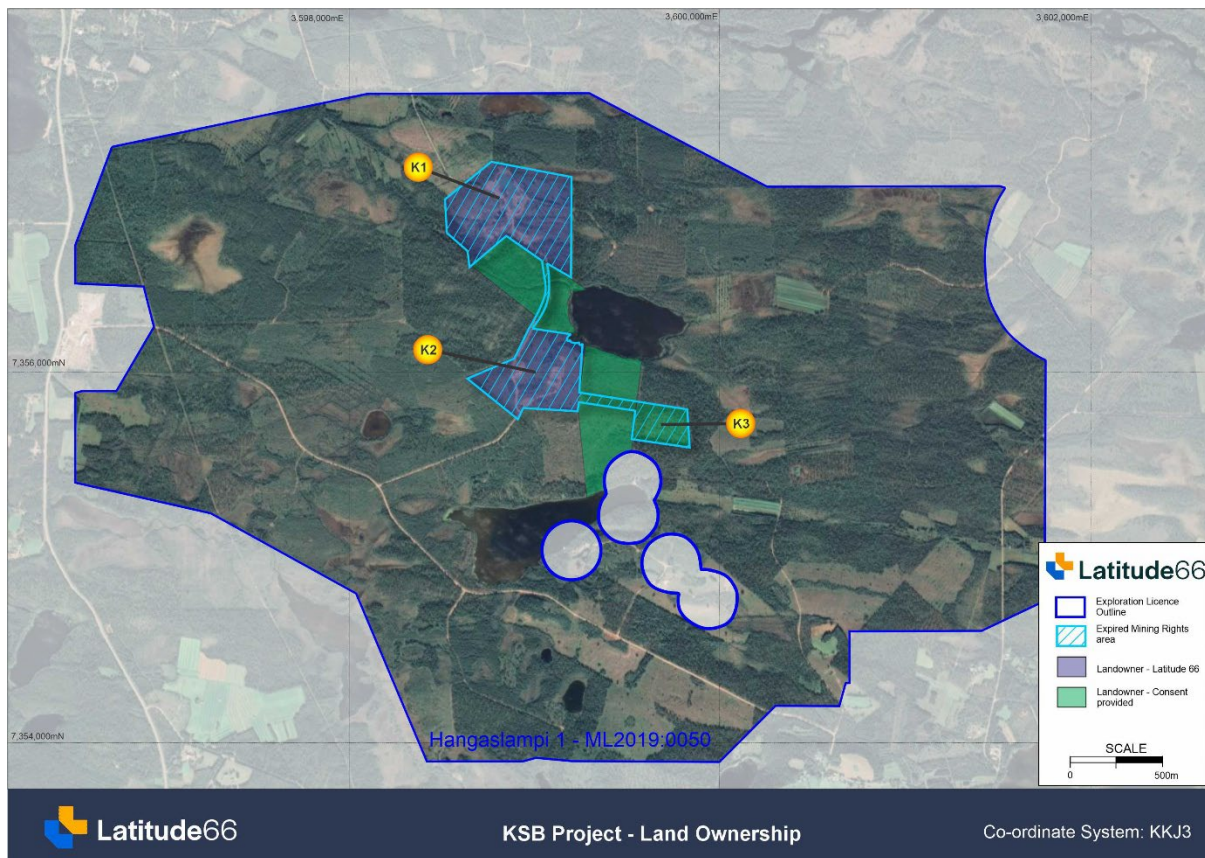 3,598,000mE
3,600,000mE
3,602,000mE
K1
K2
7,356,000mN
K3
Latitude66
Exploration Licence
Outline
Expired Mining Rights
area
Landowner - Latitude 66
Landowner - Consent
provided
SCALE
0 500m
7,354,000mN
Hangaslampi 1 - ML2019:0050
Latitude66
KSB Project - Land Ownership
Co-ordinate System: KKJ3